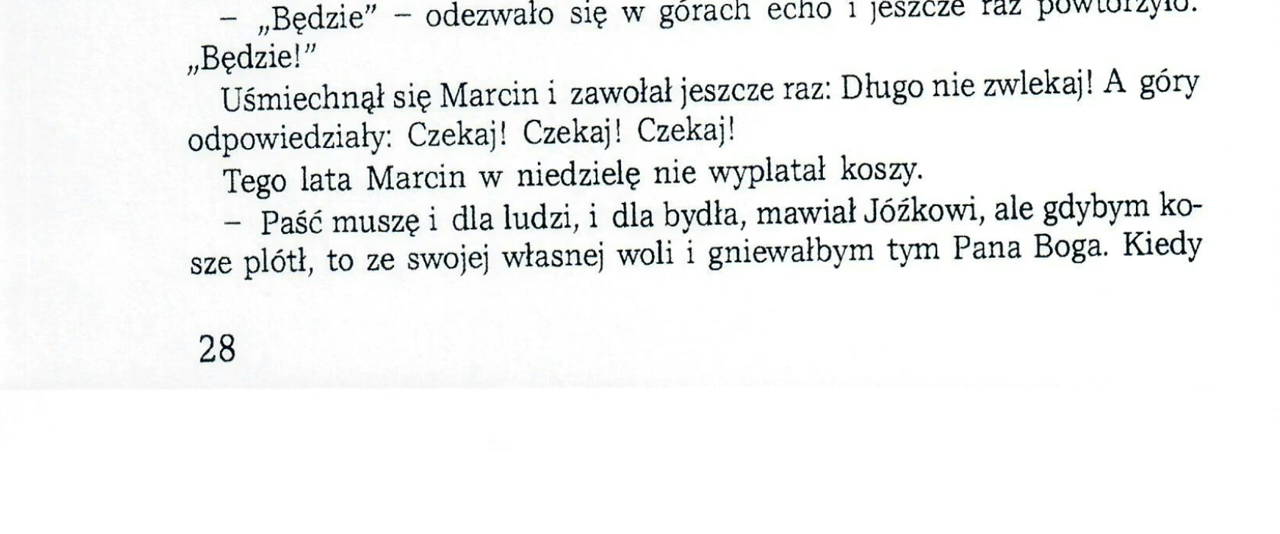 – „Będzie” – odezwało się w górach echo i jeszcze raz powtórzyło:
„Będzie!”
Uśmiechnął się Marcin i zawołał jeszcze raz: Długo nie zwlekaj! A góry
odpowiedziały: Czekaj! Czekaj! Czekaj!
Tego lata Marcin w niedzielę nie wyplatał koszy.
– Paść muszę i dla ludzi, i dla bydła, mawiał Józkowi, ale gdybym ko-
sze plótł, to ze swojej własnej woli i gniewałbym tym Pana Boga. Kiedy
28